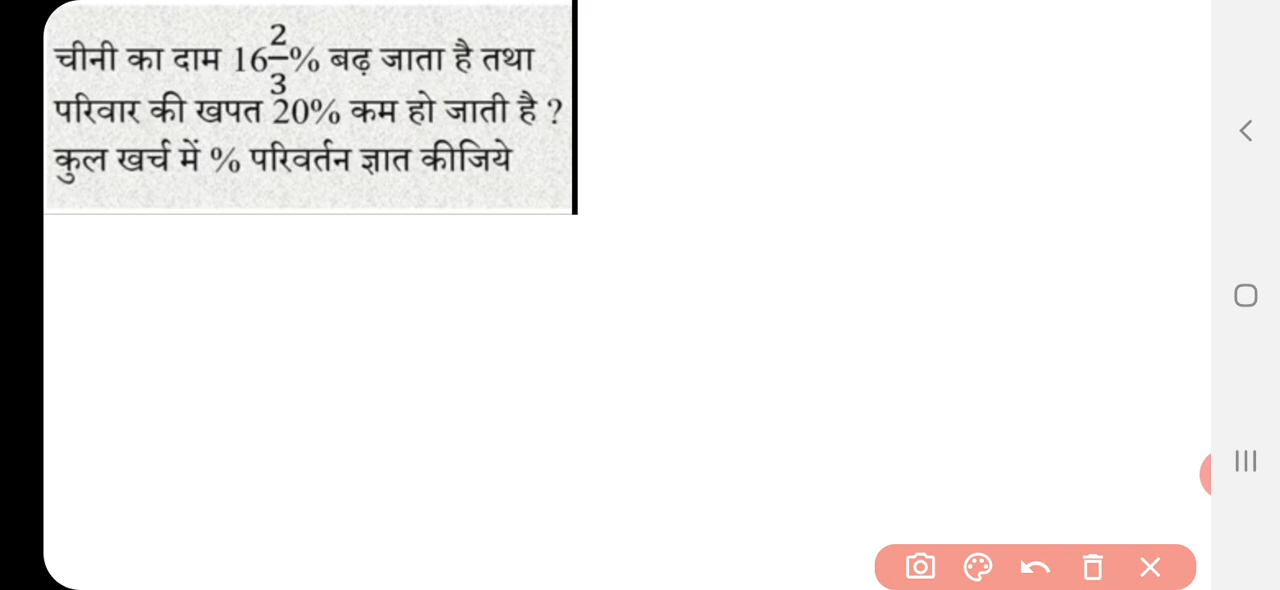 चीनी का दाम 16 2/3% बढ़ जाता है तथा
परिवार की खपत 20% कम हो जाती है ?
कुल खर्च में % परिवर्तन ज्ञात कीजिये